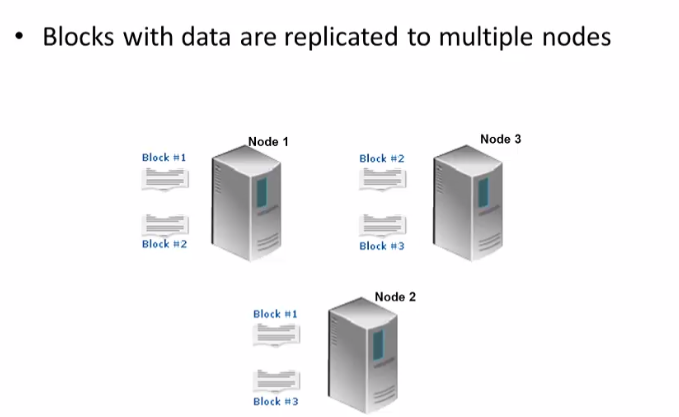 • Blocks with data are replicated to multiple nodes
Node 1
Block #1
Block #2
Node 3
Block #2
Block #3
Node 2
Block #1
Block #3